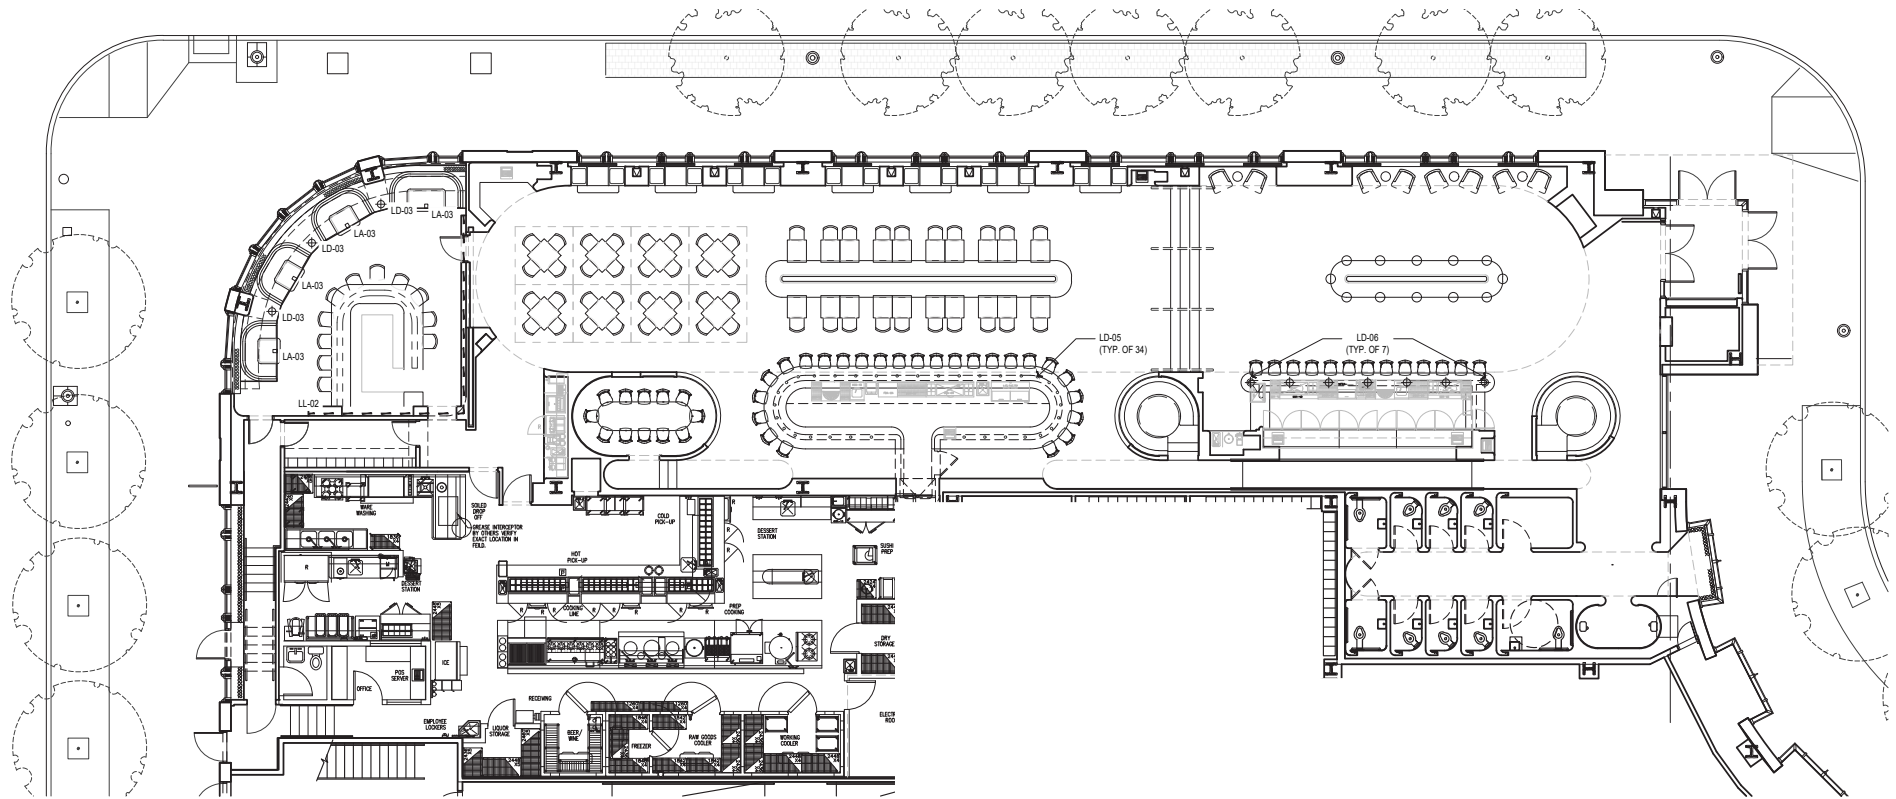 LD-03
LA-03
LA-03
LD-03
LA-03
LD-03
LA-03
LL-02
LD-05
(TYP. OF 34)
LD-06
(TYP. OF 7)
WARE
WASHING
SOILED
DROP
OFF
GREASE INTERCEPTOR
BY OTHERS VERIFY
EXACT LOCATION IN
FEILD.
COLD
PICK-UP
DESSERT
STATION
SUSHI
PREP
HOT
PICK-UP
DESSERT
STATION
COOKING
LINE
PREP
COOKING
R
R
R
R
R
R
R
R
R
P
DRY
STORAGE
ICE
POS
SERVER
OFFICE
RECEIVING
EMPLOYEE
LOCKERS
LIQUOR
STORAGE
BEER/
WINE
FREEZER
RAW GOODS
COOLER
WORKING
COOLER
ELECTR
ROO